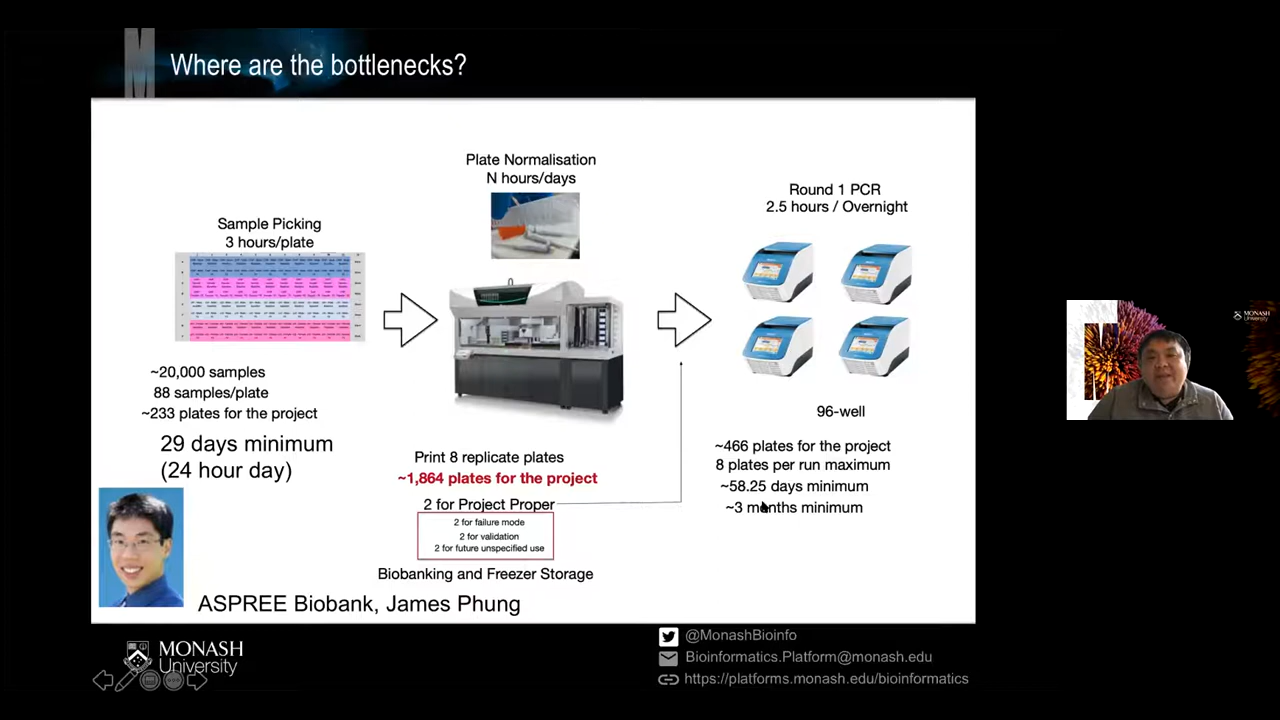 Where are the bottlenecks?
Plate Normalisation
N hours/days
Round 1 PCR
2.5 hours / Overnight
Sample Picking
3 hours/plate
~20,000 samples
88 samples/plate
~233 plates for the project
29 days minimum
(24 hour day)
Print 8 replicate plates
~1,864 plates for the project
2 for Project Proper
2 for failure mode
2 for validation
2 for future unspecified use
Biobanking and Freezer Storage
96-well
~466 plates for the project
8 plates per run maximum
~58.25 days minimum
~3 months minimum
ASPREE Biobank, James Phung
MONASH
University
@MonashBioinfo
Bioinformatics.Platform@monash.edu
https://platforms.monash.edu/bioinformatics
MONASH
University